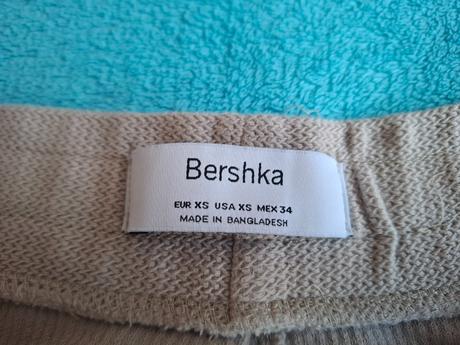 Bershka
EUR XS USA XS MEX 34
MADE IN BANGLADESH